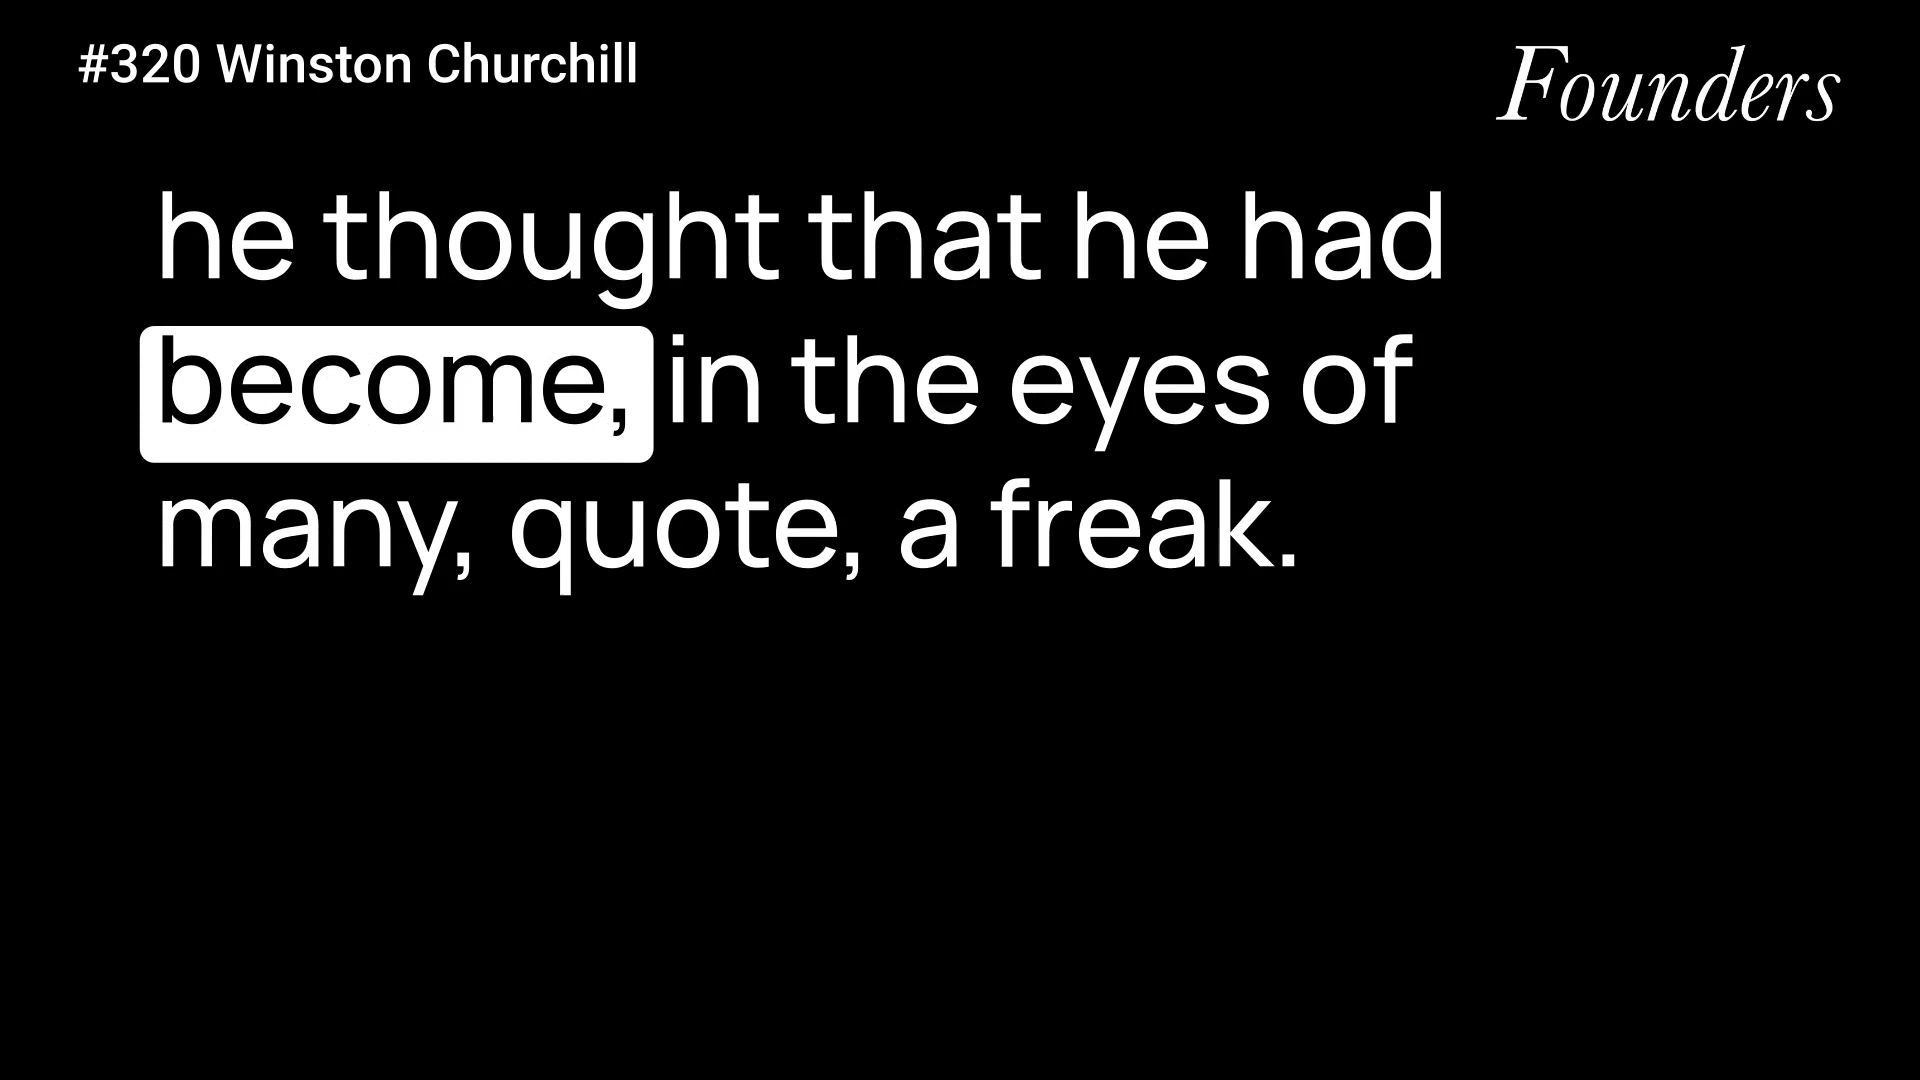 #320 Winston Churchill
Founders
he thought that he had
become, in the eyes of
many, quote, a freak.